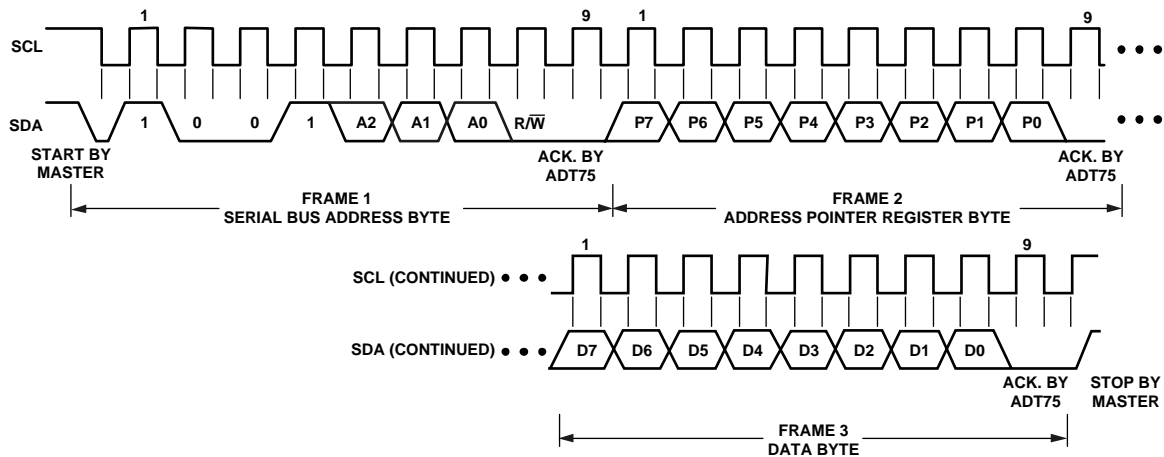 1 9 1 9
SCL
SDA 1 0 0 1 A2 A1 A0 R/W̅ P7 P6 P5 P4 P3 P2 P1 P0
START BY
MASTER
ACK. BY
ADT75
ACK. BY
ADT75
FRAME 1
SERIAL BUS ADDRESS BYTE
FRAME 2
ADDRESS POINTER REGISTER BYTE
1 9
SCL (CONTINUED)
SDA (CONTINUED) D7 D6 D5 D4 D3 D2 D1 D0
ACK. BY
ADT75
STOP BY
MASTER
FRAME 3
DATA BYTE